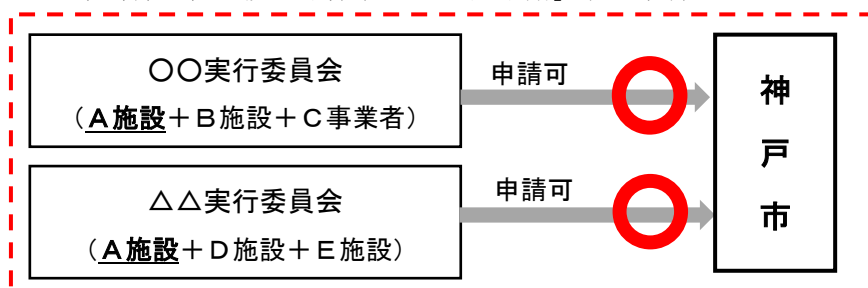 〇〇実行委員会
（A施設＋B施設＋C事業者）
申請可
△△実行委員会
（A施設＋D施設＋E施設）
申請可
神戸市